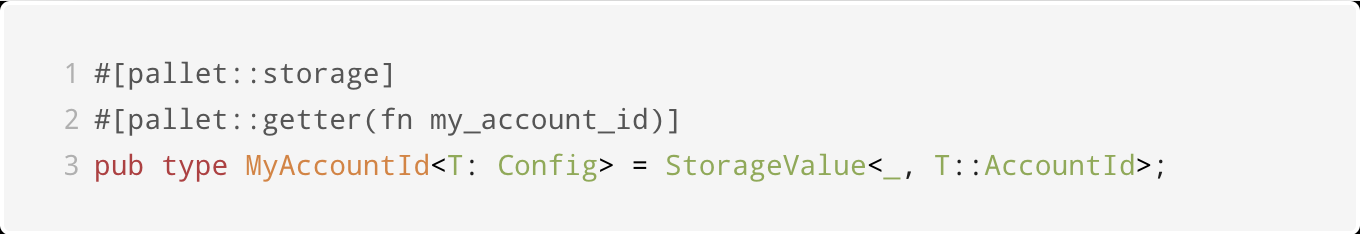 1 #[pallet::storage]
2 #[pallet::getter(fn my_account_id)]
3 pub type MyAccountId<T: Config> = StorageValue<_, T::AccountId>;